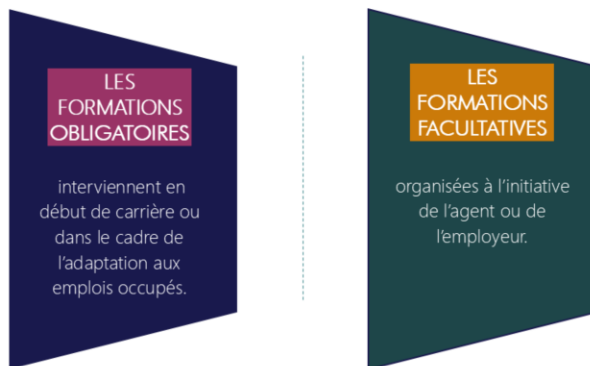 LES
FORMATIONS
OBLIGATOIRES
interviennent en
début de carrière ou
dans le cadre de
l’adaptation aux
emplois occupés.
LES
FORMATIONS
FACULTATIVES
organisées à l’initiative
de l’agent ou de
l’employeur.